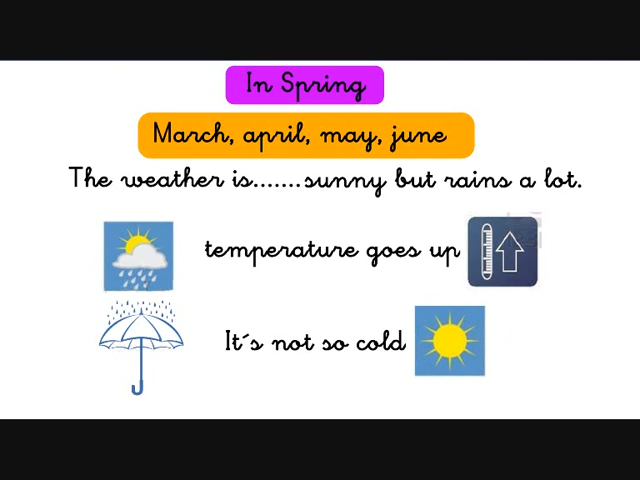 In Spring
March, april, may, june
The weather is.......sunny but rains a lot.
temperature goes up
It´s not so cold